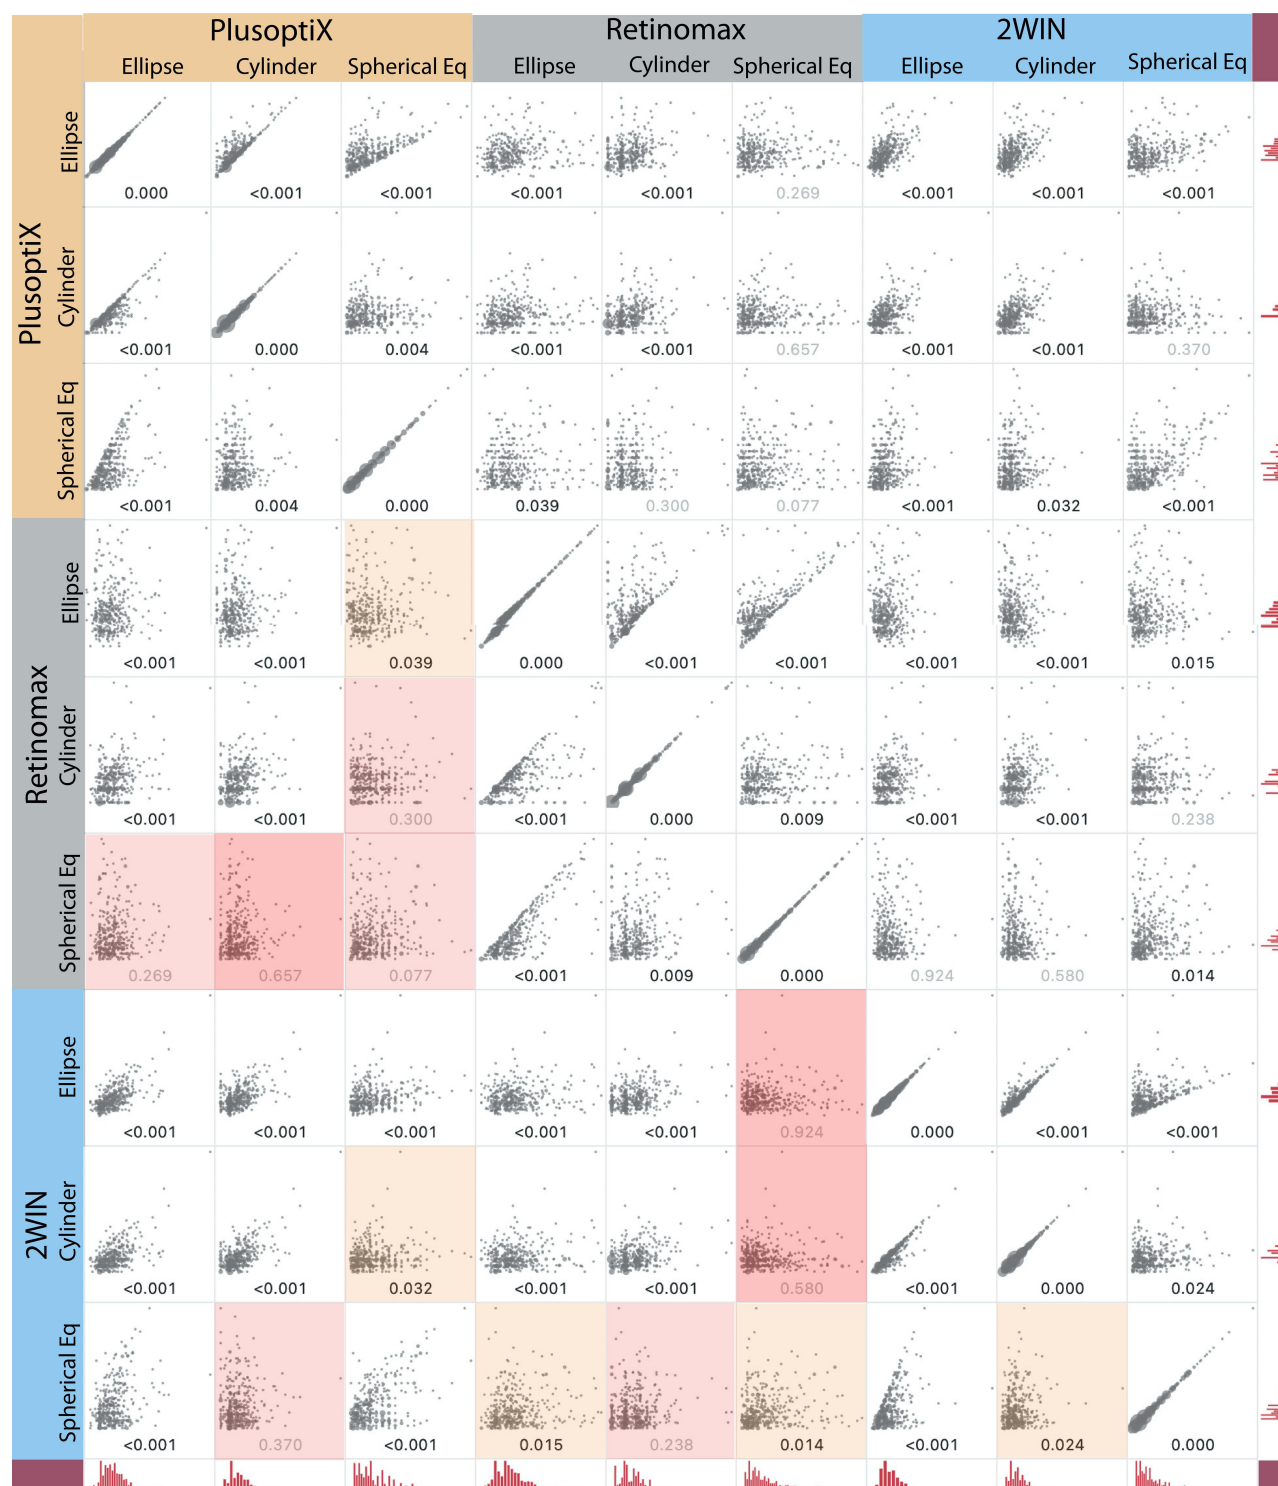 PlusoptiX Retinomax 2WIN
Ellipse Cylinder Spherical Eq Ellipse Cylinder Spherical Eq Ellipse Cylinder Spherical Eq
PlusoptiX
Ellipse
0.000 <0.001 <0.001 <0.001 <0.001 0.269 <0.001 <0.001 <0.001
Cylinder
<0.001 0.000 0.004 <0.001 <0.001 0.657 <0.001 <0.001 0.370
Spherical Eq
<0.001 0.004 0.000 0.039 0.300 0.077 <0.001 0.032 <0.001
Retinomax
Ellipse
<0.001 <0.001 0.039 0.000 <0.001 <0.001 <0.001 <0.001 0.015
Cylinder
<0.001 <0.001 0.300 <0.001 0.000 0.009 <0.001 <0.001 0.238
Spherical Eq
0.269 0.657 0.077 <0.001 0.009 0.000 0.924 0.580 0.014
2WIN
Ellipse
<0.001 <0.001 <0.001 <0.001 <0.001 0.924 0.000 <0.001 <0.001
Cylinder
<0.001 <0.001 0.032 <0.001 <0.001 0.580 <0.001 0.000 0.024
Spherical Eq
<0.001 0.370 <0.001 0.015 0.238 0.014 <0.001 0.024 0.000